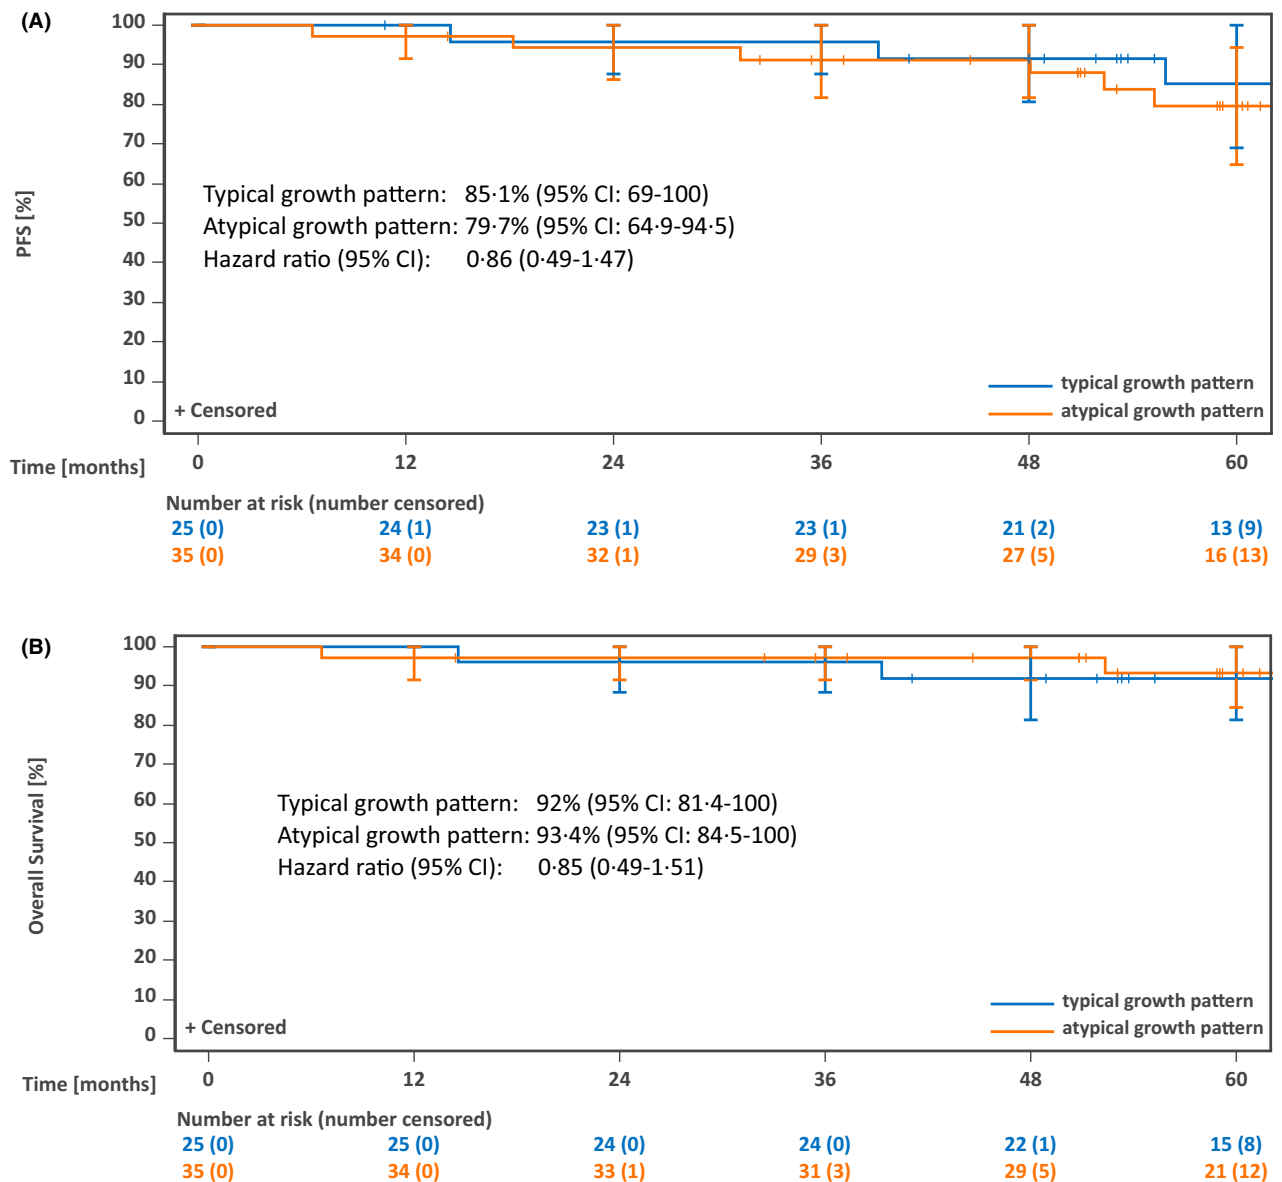 (A)
PFS [%]
100
90
80
70
60
50
40
30
20
10
0
Typical growth pattern: 85·1% (95% CI: 69-100)
Atypical growth pattern: 79·7% (95% CI: 64·9-94·5)
Hazard ratio (95% CI): 0·86 (0·49-1·47)
typical growth pattern
atypical growth pattern
+ Censored
Time [months] 0 12 24 36 48 60
Number at risk (number censored)
25 (0) 24 (1) 23 (1) 23 (1) 21 (2) 13 (9)
35 (0) 34 (0) 32 (1) 29 (3) 27 (5) 16 (13)
(B)
Overall Survival [%]
100
90
80
70
60
50
40
30
20
10
0
Typical growth pattern: 92% (95% CI: 81·4-100)
Atypical growth pattern: 93·4% (95% CI: 84·5-100)
Hazard ratio (95% CI): 0·85 (0·49-1·51)
typical growth pattern
atypical growth pattern
+ Censored
Time [months] 0 12 24 36 48 60
Number at risk (number censored)
25 (0) 25 (0) 24 (0) 24 (0) 22 (1) 15 (8)
35 (0) 34 (0) 33 (1) 31 (3) 29 (5) 21 (12)